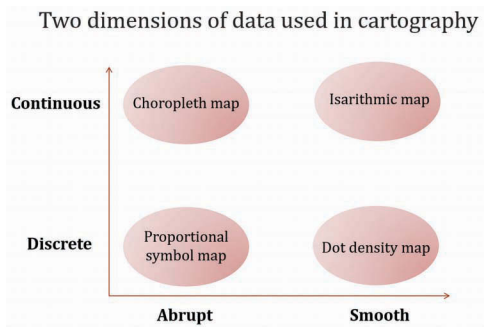 Two dimensions of data used in cartography
Continuous
Choropleth map
Isarithmic map
Discrete
Proportional
symbol map
Dot density map
Abrupt
Smooth